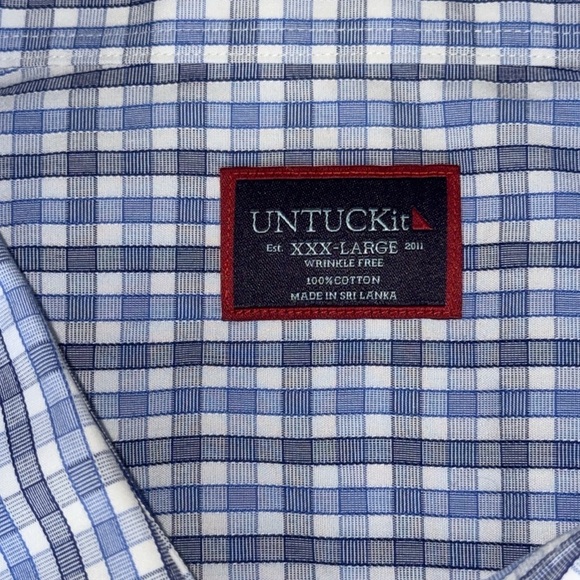 UNTUCKit
Est. XXX-LARGE 2011
WRINKLE FREE
100% COTTON
MADE IN SRI LANKA